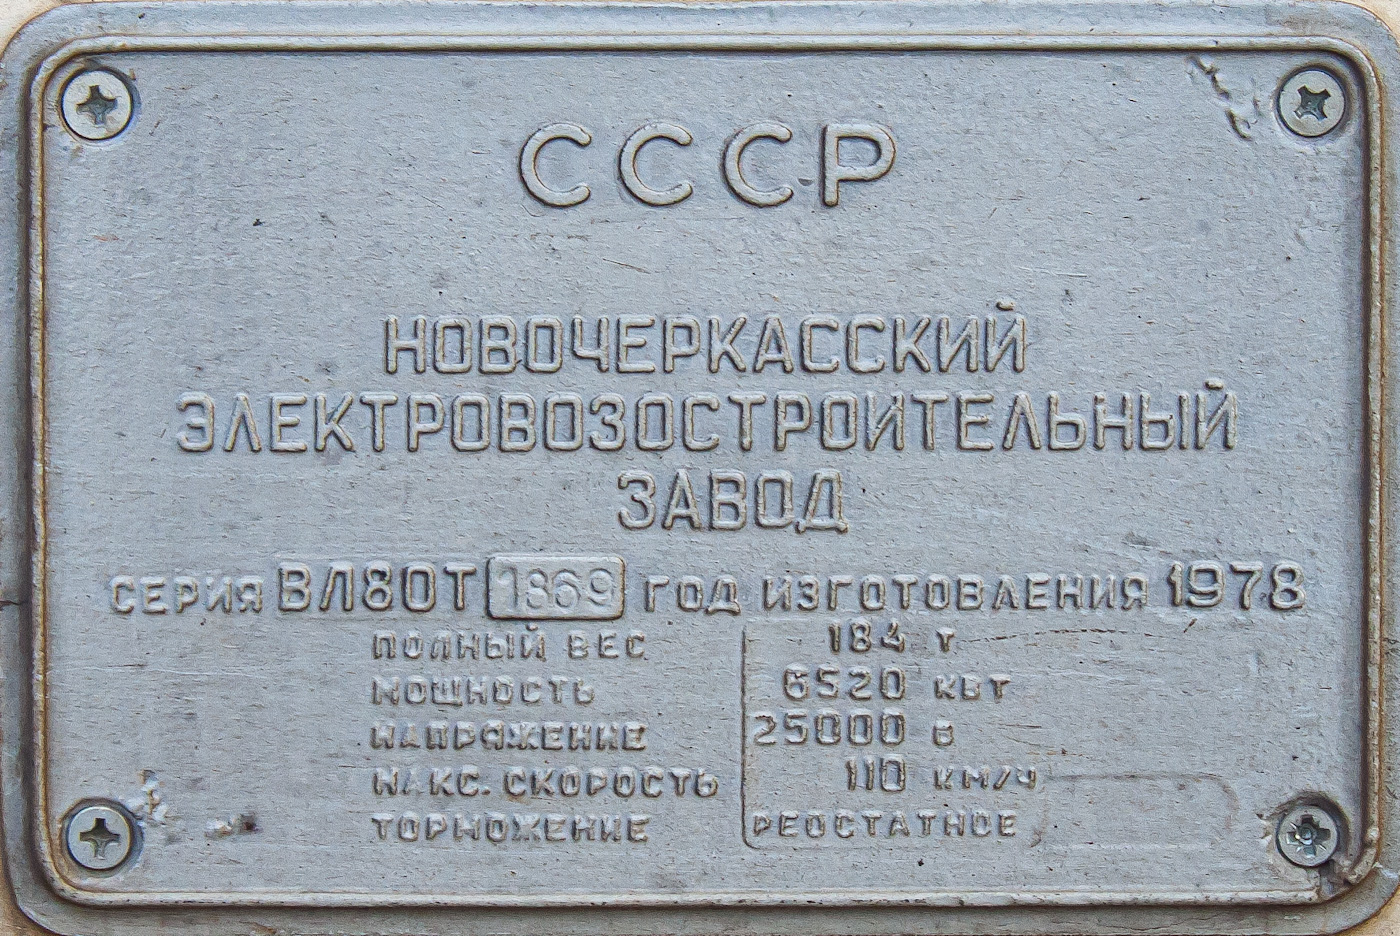 СССР
НОВОЧЕРКАССКИЙ
ЭЛЕКТРОВОЗОСТРОИТЕЛЬНЫЙ
ЗАВОД
СЕРИЯ ВЛ80Т 1869 ГОД ИЗГОТОВЛЕНИЯ 1978
ПОЛНЫЙ ВЕС 184 Т
МОЩНОСТЬ 6520 КВТ
НАПРЯЖЕНИЕ 25000 В
МАКС. СКОРОСТЬ 110 КМ/Ч
ТОРМОЖЕНИЕ РЕОСТАТНОЕ